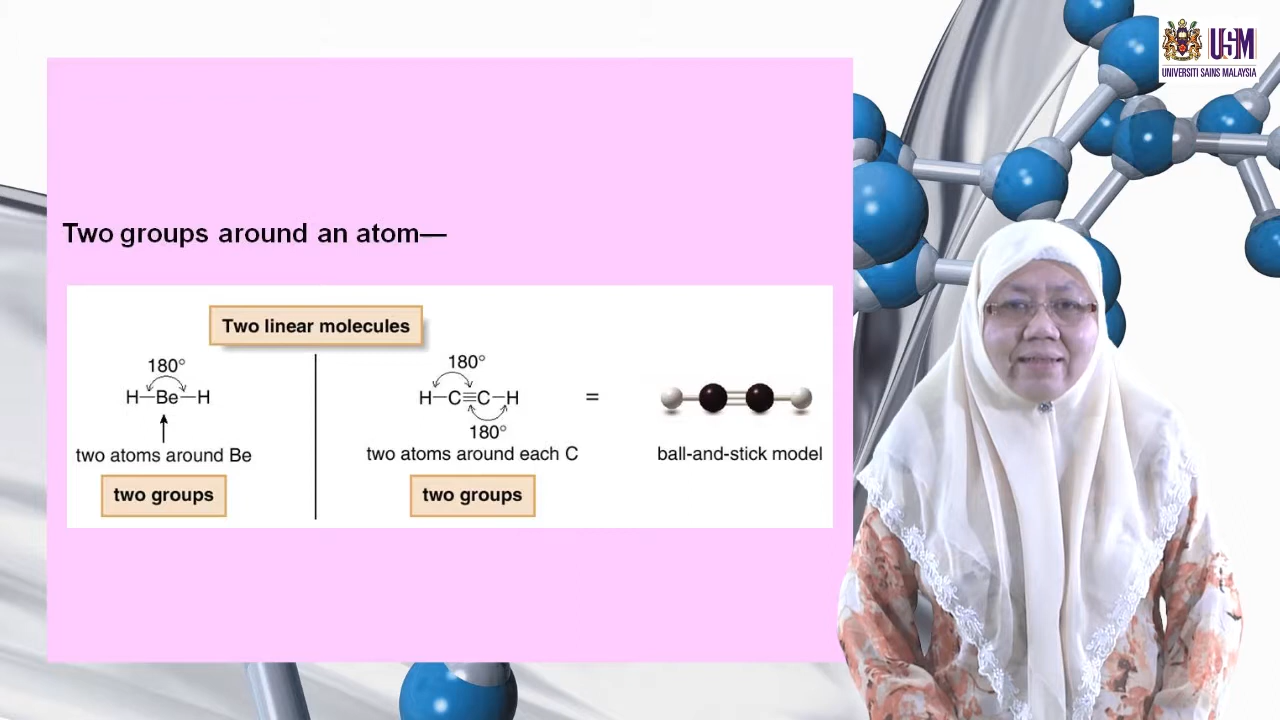 USM
UNIVERSITI SAINS MALAYSIA
Two groups around an atom—
Two linear molecules
180°
H—Be—H
two atoms around Be
two groups
180°
H—C≡C—H
180°
two atoms around each C
two groups
=
ball-and-stick model